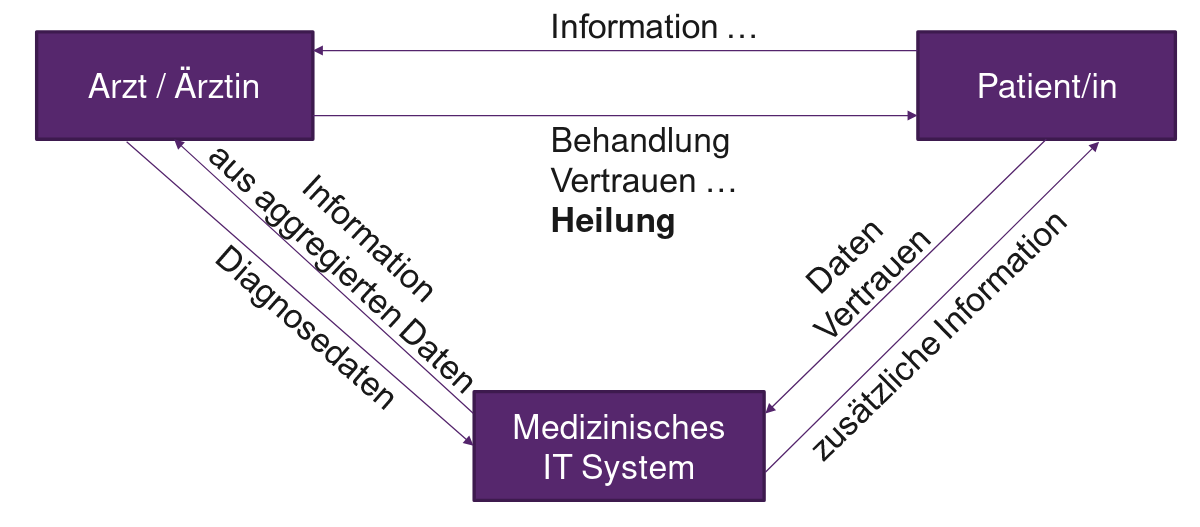 Information …
Arzt / Ärztin
Patient/in
Behandlung
Vertrauen …
Heilung
Information
aus aggregierten Daten
Diagnosedaten
Daten
Vertrauen
zusätzliche Information
Medizinisches
IT System